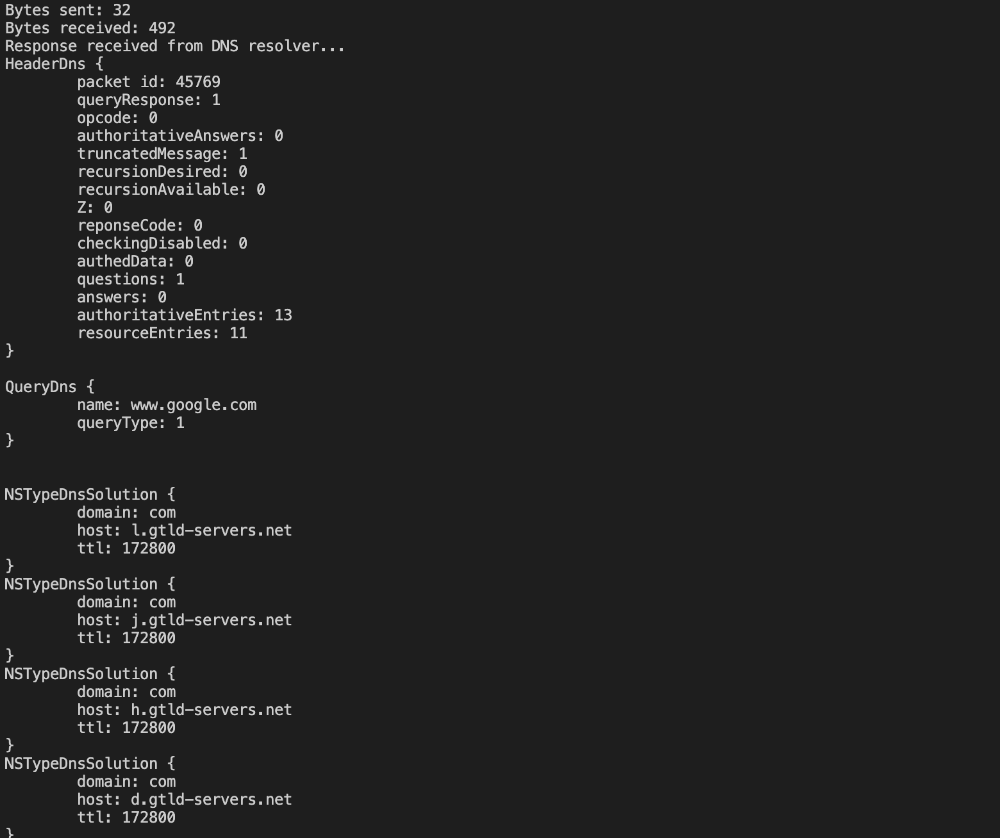 Bytes sent: 32
Bytes received: 492
Response received from DNS resolver...
HeaderDns {
packet id: 45769
queryResponse: 1
opcode: 0
authoritativeAnswers: 0
truncatedMessage: 1
recursionDesired: 0
recursionAvailable: 0
Z: 0
reponseCode: 0
checkingDisabled: 0
authedData: 0
questions: 1
answers: 0
authoritativeEntries: 13
resourceEntries: 11
}
QueryDns {
name: www.google.com
queryType: 1
}
NSTypeDnsSolution {
domain: com
host: l.gtld-servers.net
ttl: 172800
}
NSTypeDnsSolution {
domain: com
host: j.gtld-servers.net
ttl: 172800
}
NSTypeDnsSolution {
domain: com
host: h.gtld-servers.net
ttl: 172800
}
NSTypeDnsSolution {
domain: com
host: d.gtld-servers.net
ttl: 172800
}